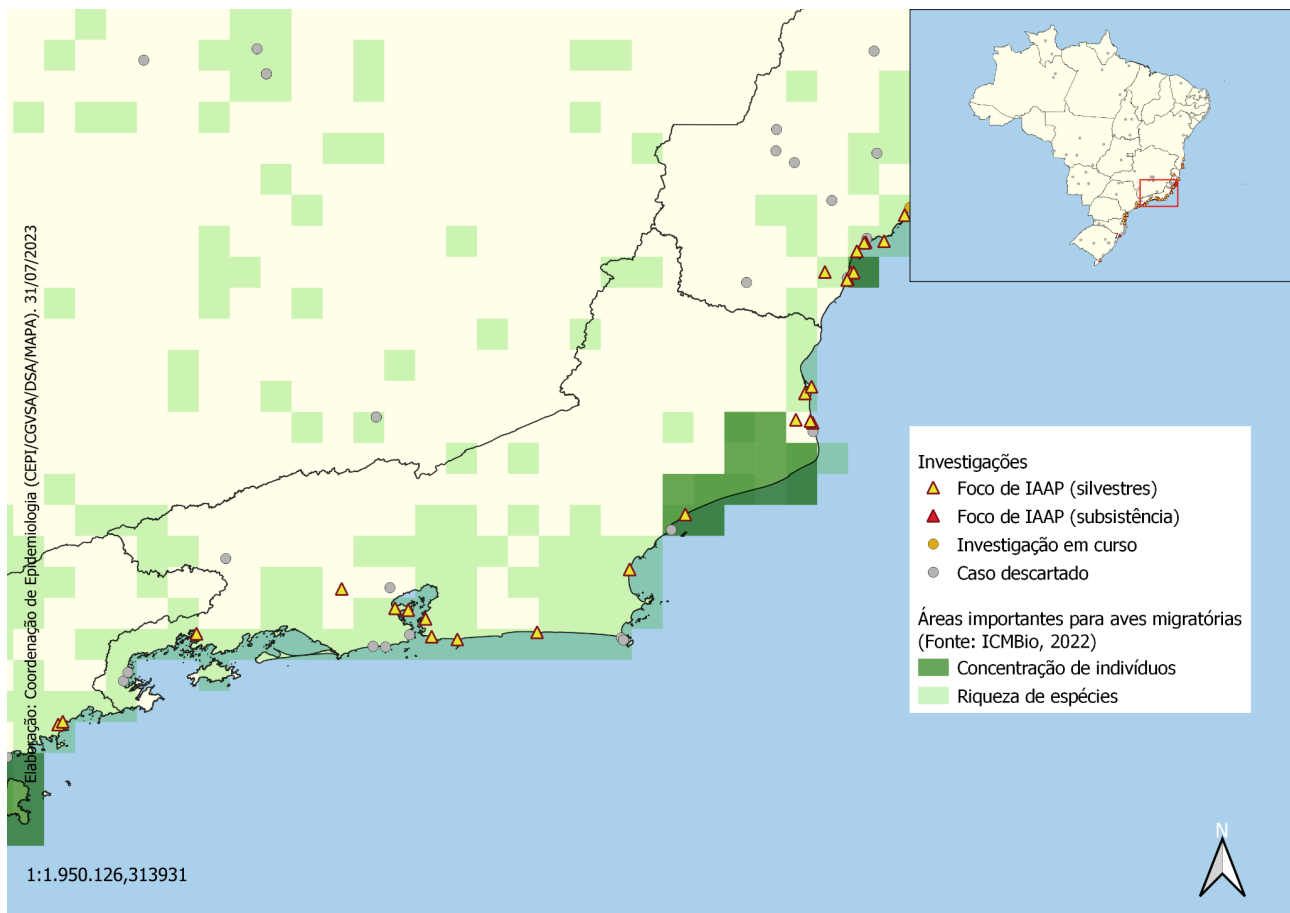 Elaboração: Coordenação de Epidemiologia (CEPI/CGVSA/DSA/MAPA). 31/07/2023
Investigações
Foco de IAAP (silvestres)
Foco de IAAP (subsistência)
Investigação em curso
Caso descartado
Áreas importantes para aves migratórias
(Fonte: ICMBio, 2022)
Concentração de indivíduos
Riqueza de espécies
N
1:1.950.126,313931